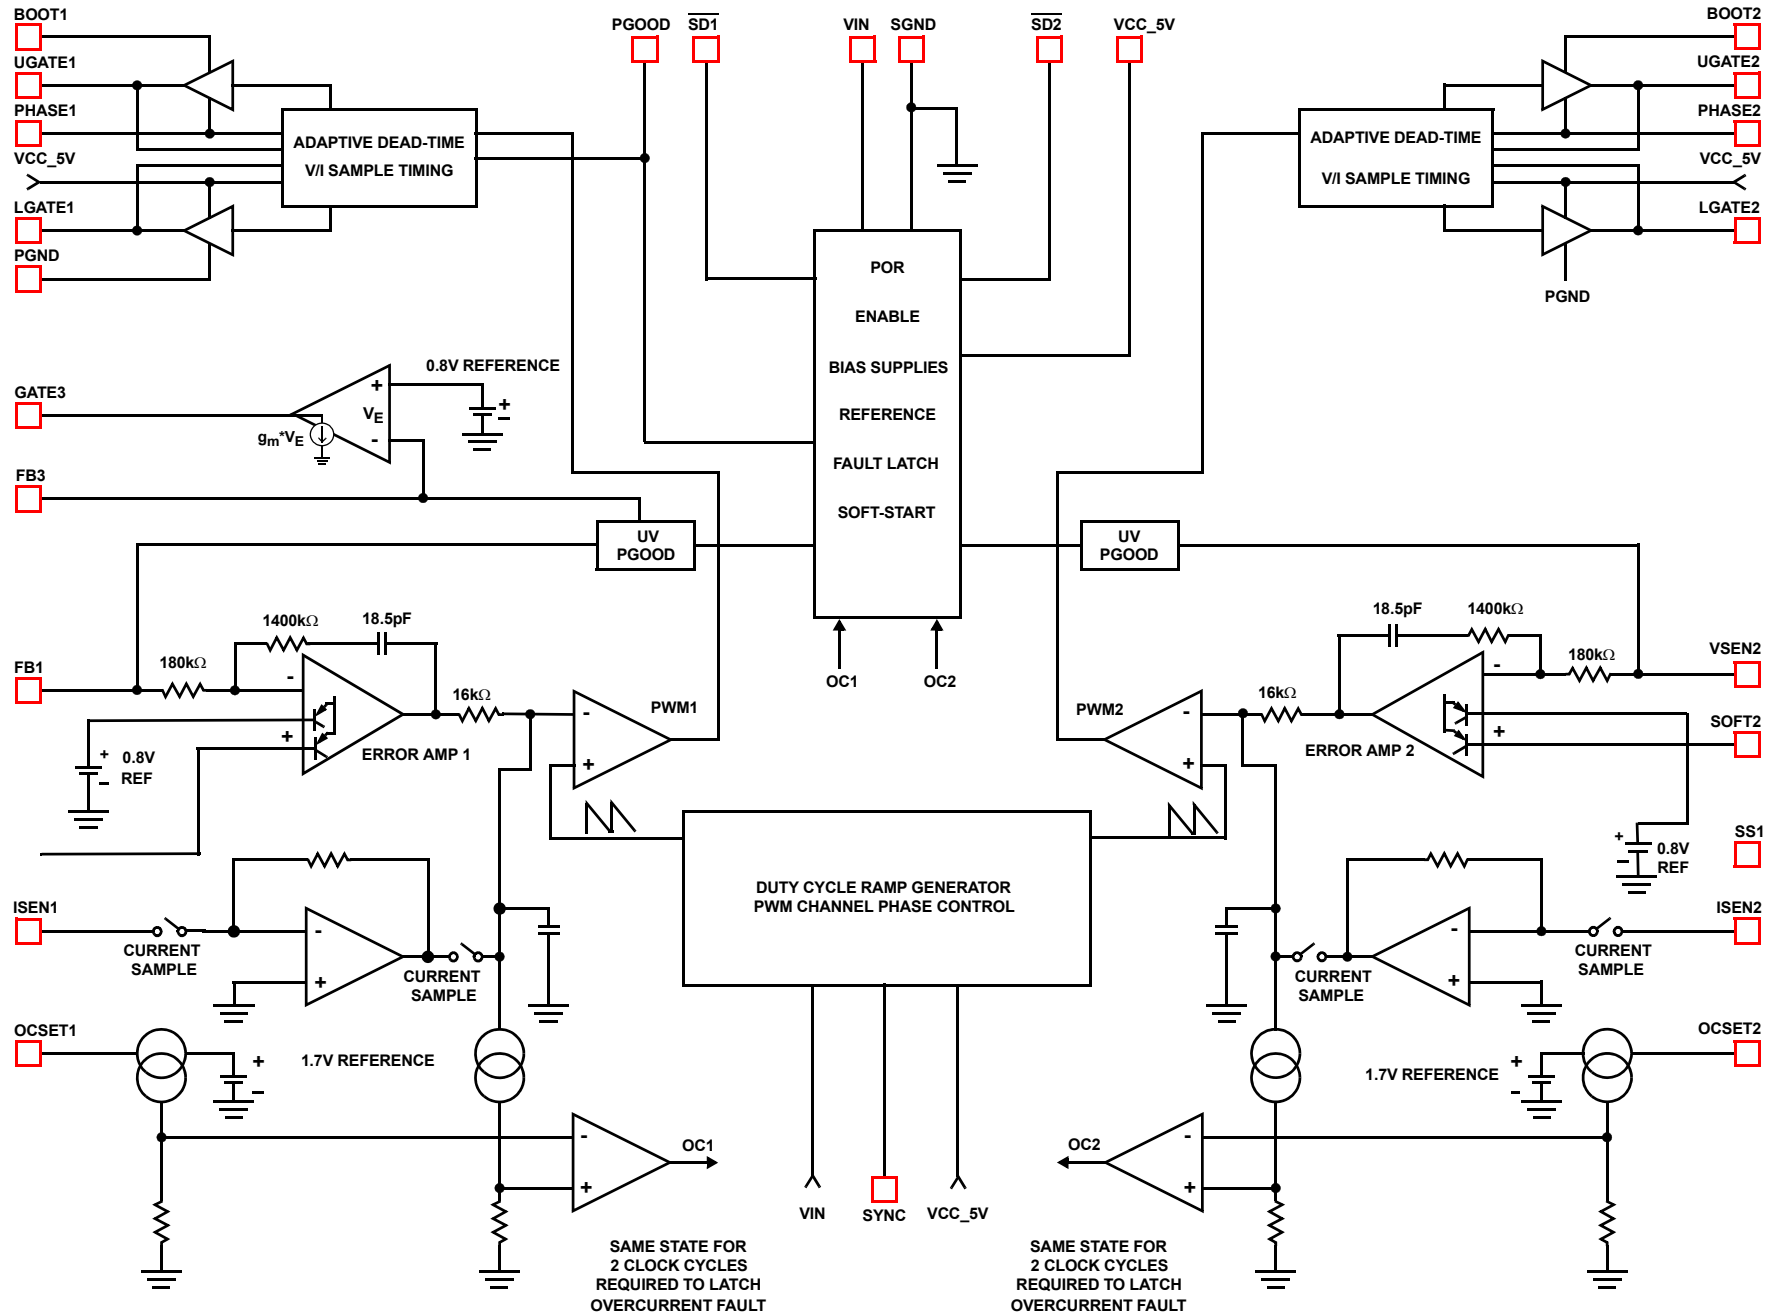 BOOT1
UGATE1
PHASE1
VCC_5V
LGATE1
PGND
ADAPTIVE DEAD-TIME
V/I SAMPLE TIMING
PGOOD
SD1
VIN
SGND
SD2
VCC_5V
BOOT2
UGATE2
PHASE2
VCC_5V
LGATE2
PGND
ADAPTIVE DEAD-TIME
V/I SAMPLE TIMING
POR
ENABLE
BIAS SUPPLIES
REFERENCE
FAULT LATCH
SOFT-START
OC1
OC2
GATE3
0.8V REFERENCE
+
VE
-
gm*VE
+
-
FB3
UV
PGOOD
UV
PGOOD
1400kΩ
18.5pF
FB1
180kΩ
-
+
16kΩ
ERROR AMP 1
+
-
0.8V
REF
-
+
PWM1
18.5pF
1400kΩ
VSEN2
180kΩ
-
+
16kΩ
ERROR AMP 2
SOFT2
PWM2
-
+
+
-
0.8V
REF
SS1
DUTY CYCLE RAMP GENERATOR
PWM CHANNEL PHASE CONTROL
ISEN1
CURRENT
SAMPLE
-
+
CURRENT
SAMPLE
ISEN2
CURRENT
SAMPLE
-
+
CURRENT
SAMPLE
OCSET1
+
-
1.7V REFERENCE
-
+
OC1
OCSET2
+
-
1.7V REFERENCE
-
+
OC2
VIN
SYNC
VCC_5V
SAME STATE FOR
2 CLOCK CYCLES
REQUIRED TO LATCH
OVERCURRENT FAULT
SAME STATE FOR
2 CLOCK CYCLES
REQUIRED TO LATCH
OVERCURRENT FAULT